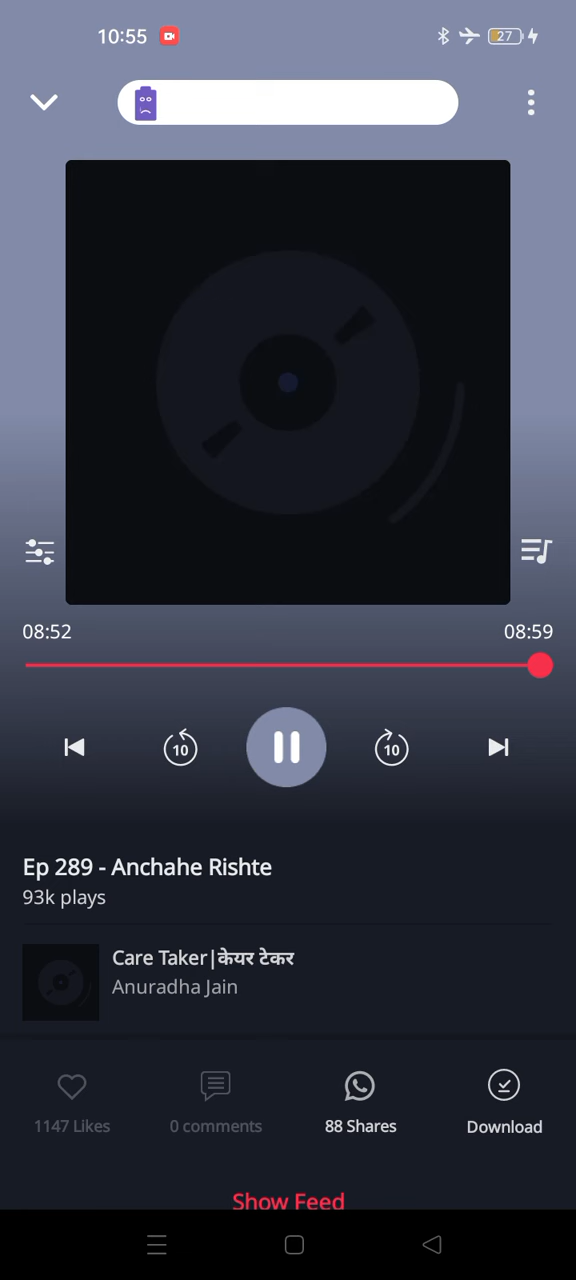 10:55
27
08:52
08:59
10
10
Ep 289 - Anchahe Rishte
93k plays
Care Taker|केयर टेकर
Anuradha Jain
1147 Likes
0 comments
88 Shares
Download
Show Feed